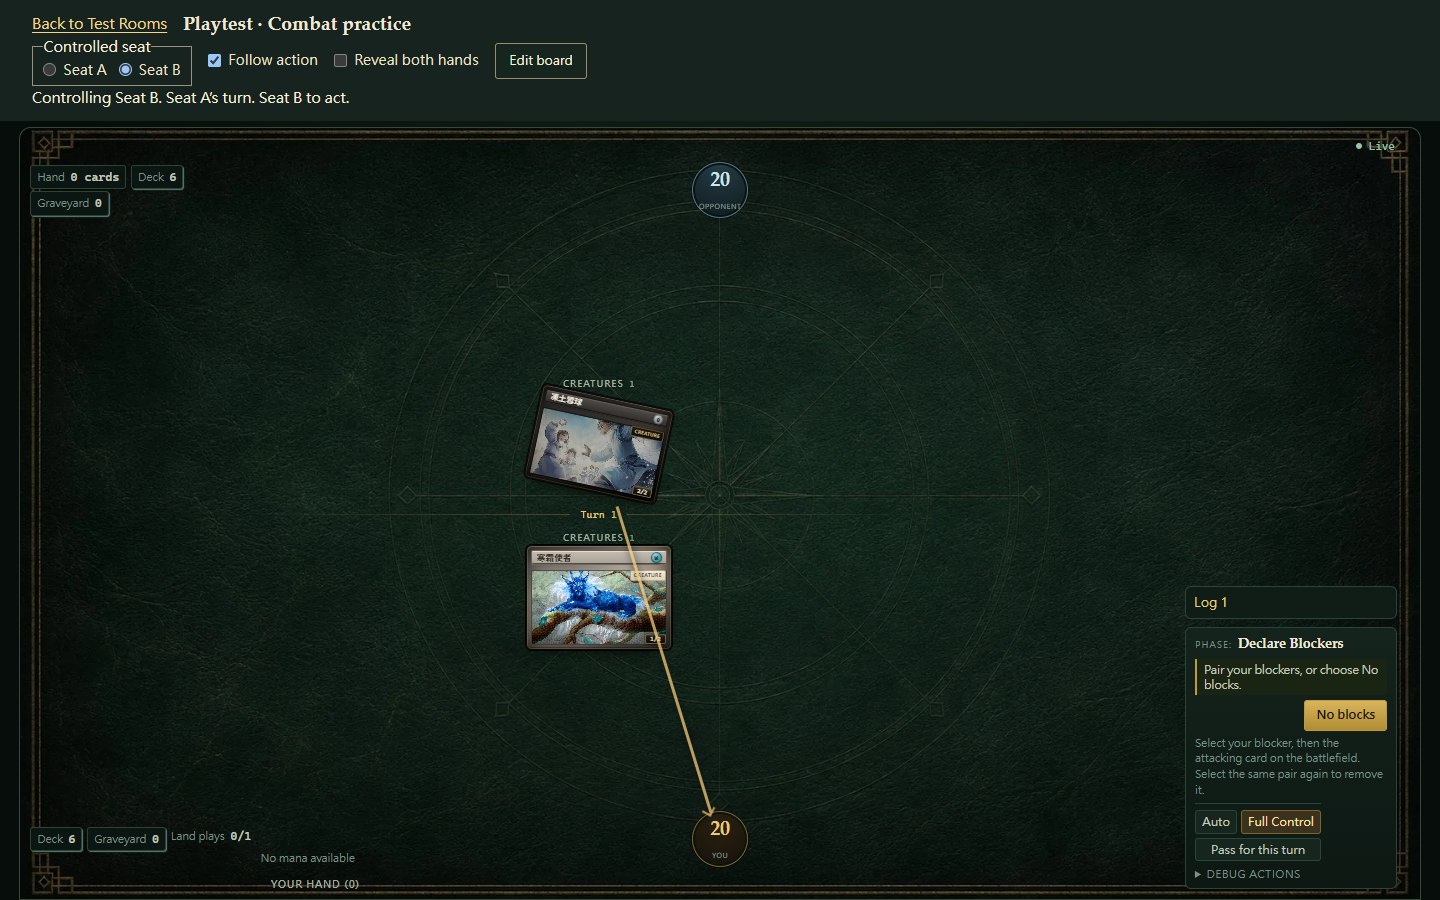 Back to Test Rooms Playtest · Combat practice
Controlled seat
Seat A Seat B Follow action Reveal both hands Edit board
Controlling Seat B. Seat A's turn. Seat B to act.
Live
Hand 0 cards Deck 6
Graveyard 0
20
OPPONENT
CREATURES 1
凍土雪球
CREATURE
2/2
Turn 1
CREATURES 1
寒霜使者
CREATURE
Log 1
PHASE: Declare Blockers
Pair your blockers, or choose No
blocks.
No blocks
Select your blocker, then the
attacking card on the battlefield.
Select the same pair again to remove
it.
Auto Full Control
Pass for this turn
DEBUG ACTIONS
20
YOU
Deck 6 Graveyard 0 Land plays 0/1
No mana available
YOUR HAND (0)